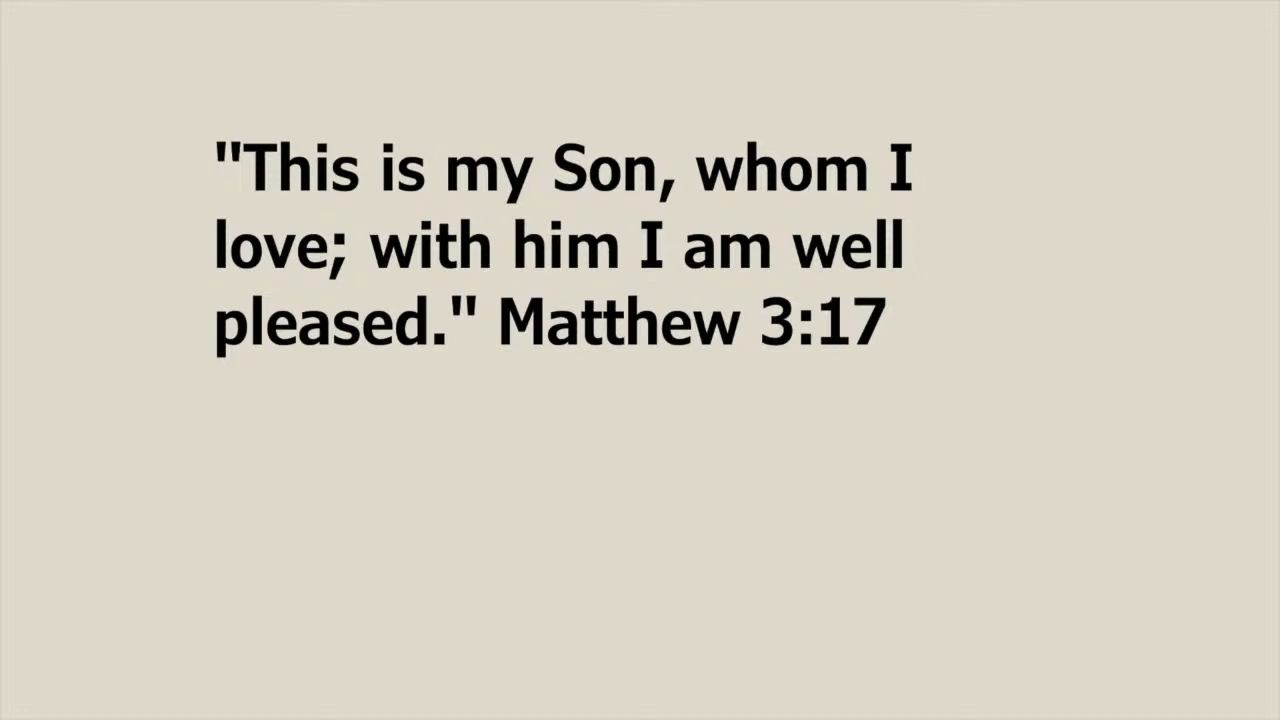 "This is my Son, whom I
love; with him I am well
pleased." Matthew 3:17